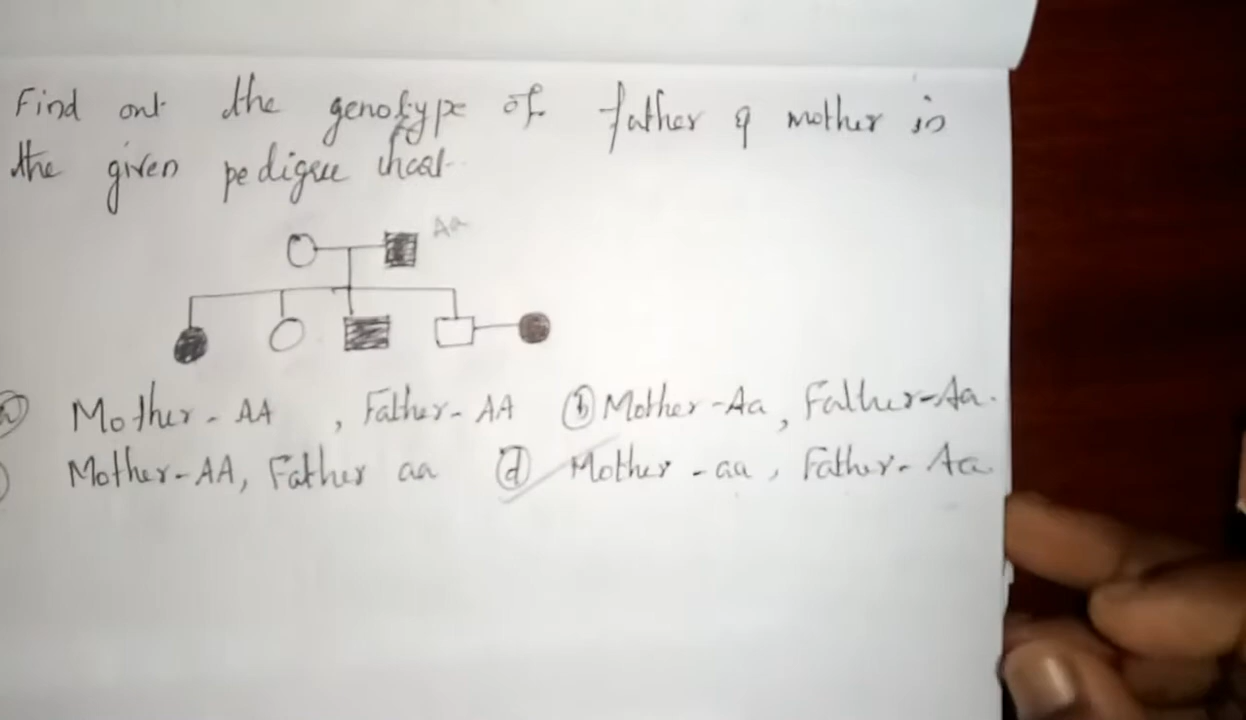 Find out the genotype of father & mother in
the given pedigree chart.
Aa
a) Mother - AA , Father - AA (b) Mother - Aa , Father - Aa.
) Mother - AA, Father aa (d) Mother - aa , Father - Aa.